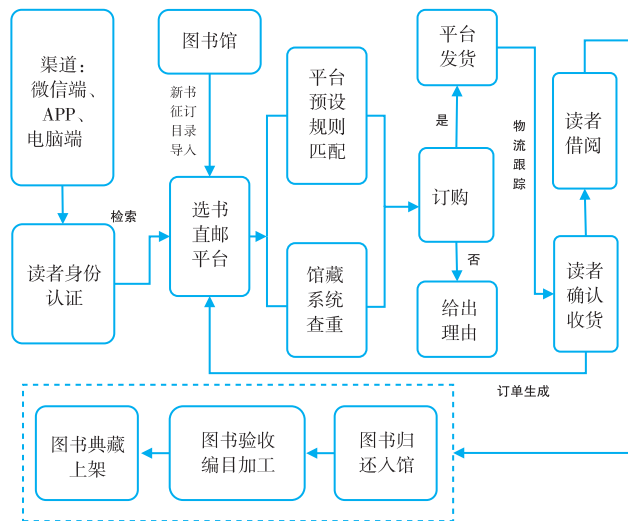 渠道：
微信端、
APP、
电脑端
图书馆
新书
征订
目录
导入
检索
读者身份
认证
选书
直邮
平台
平台
预设
规则
匹配
馆藏
系统
查重
平台
发货
是
订购
否
给出
理由
物
流
跟
踪
读者
借阅
读者
确认
收货
订单生成
图书归
还入馆
图书验收
编目加工
图书典藏
上架